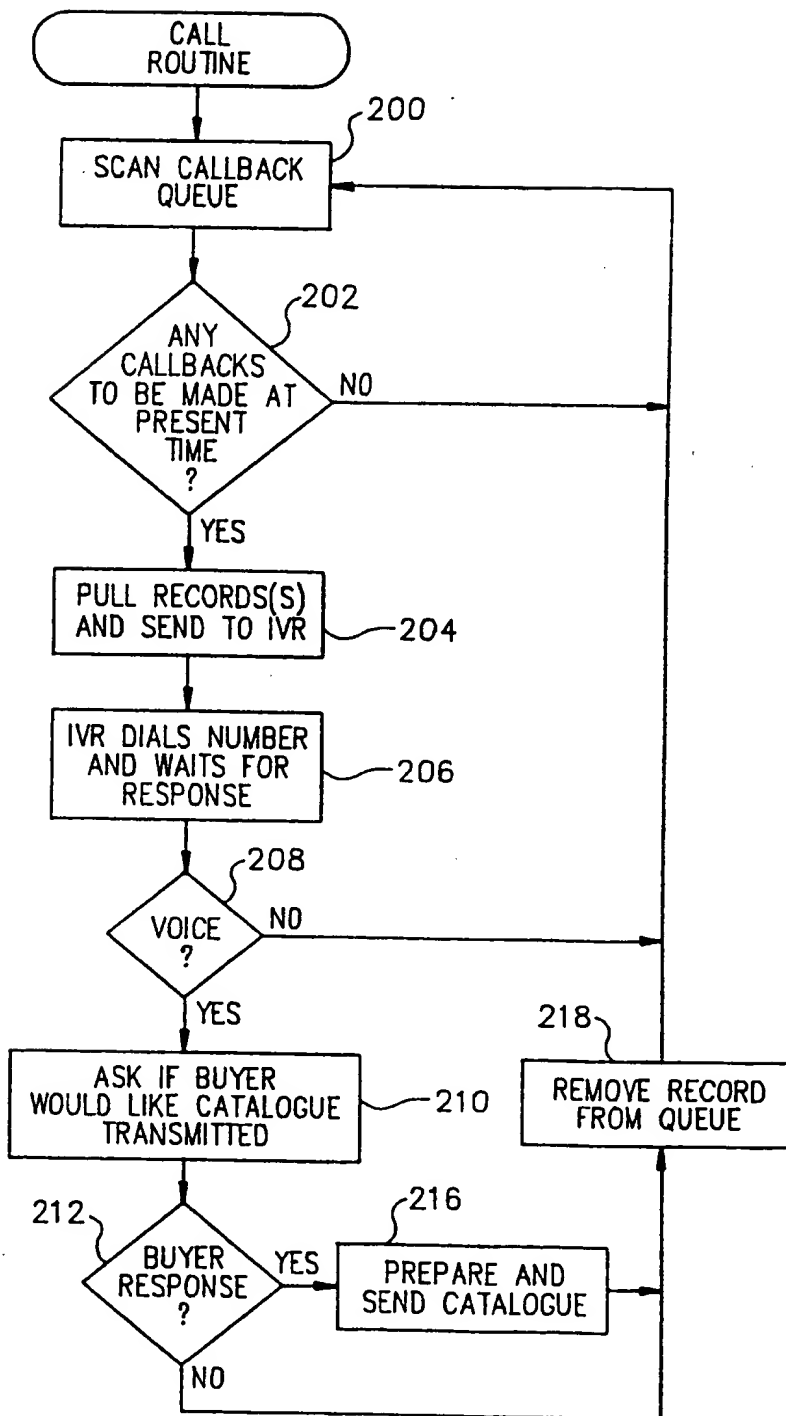 CALL
ROUTINE
200
SCAN CALLBACK
QUEUE
202
ANY
CALLBACKS
TO BE MADE AT
PRESENT
TIME
?
NO
YES
PULL RECORDS(S)
AND SEND TO IVR
204
IVR DIALS NUMBER
AND WAITS FOR
RESPONSE
206
208
VOICE
?
NO
YES
218
REMOVE RECORD
FROM QUEUE
ASK IF BUYER
WOULD LIKE CATALOGUE
TRANSMITTED
210
212
BUYER
RESPONSE
?
YES
216
PREPARE AND
SEND CATALOGUE
NO